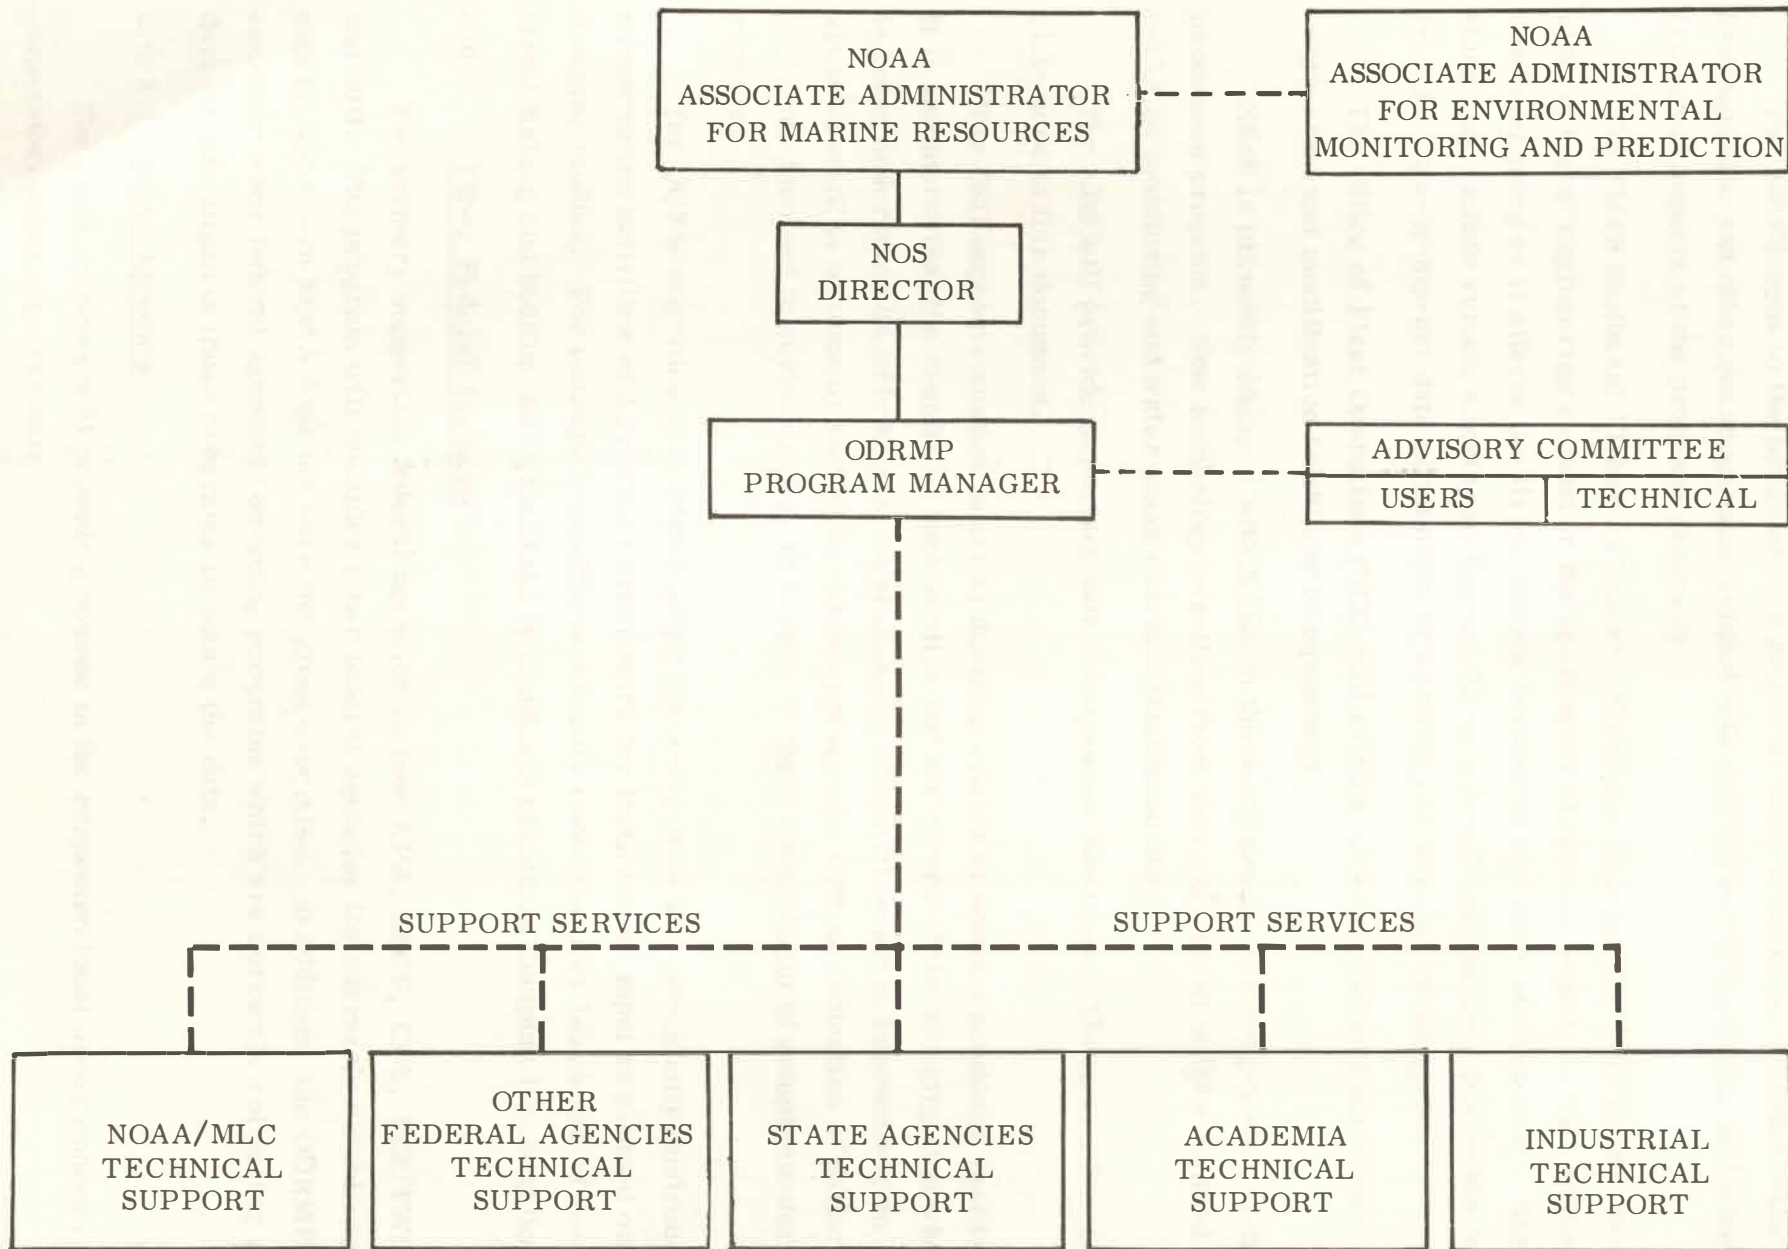 NOAA
ASSOCIATE ADMINISTRATOR
FOR MARINE RESOURCES
NOAA
ASSOCIATE ADMINISTRATOR
FOR ENVIRONMENTAL
MONITORING AND PREDICTION
NOS
DIRECTOR
ODRMP
PROGRAM MANAGER
ADVISORY COMMITTEE
USERS
TECHNICAL
SUPPORT SERVICES
SUPPORT SERVICES
NOAA/MLC
TECHNICAL
SUPPORT
OTHER
FEDERAL AGENCIES
TECHNICAL
SUPPORT
STATE AGENCIES
TECHNICAL
SUPPORT
ACADEMIA
TECHNICAL
SUPPORT
INDUSTRIAL
TECHNICAL
SUPPORT